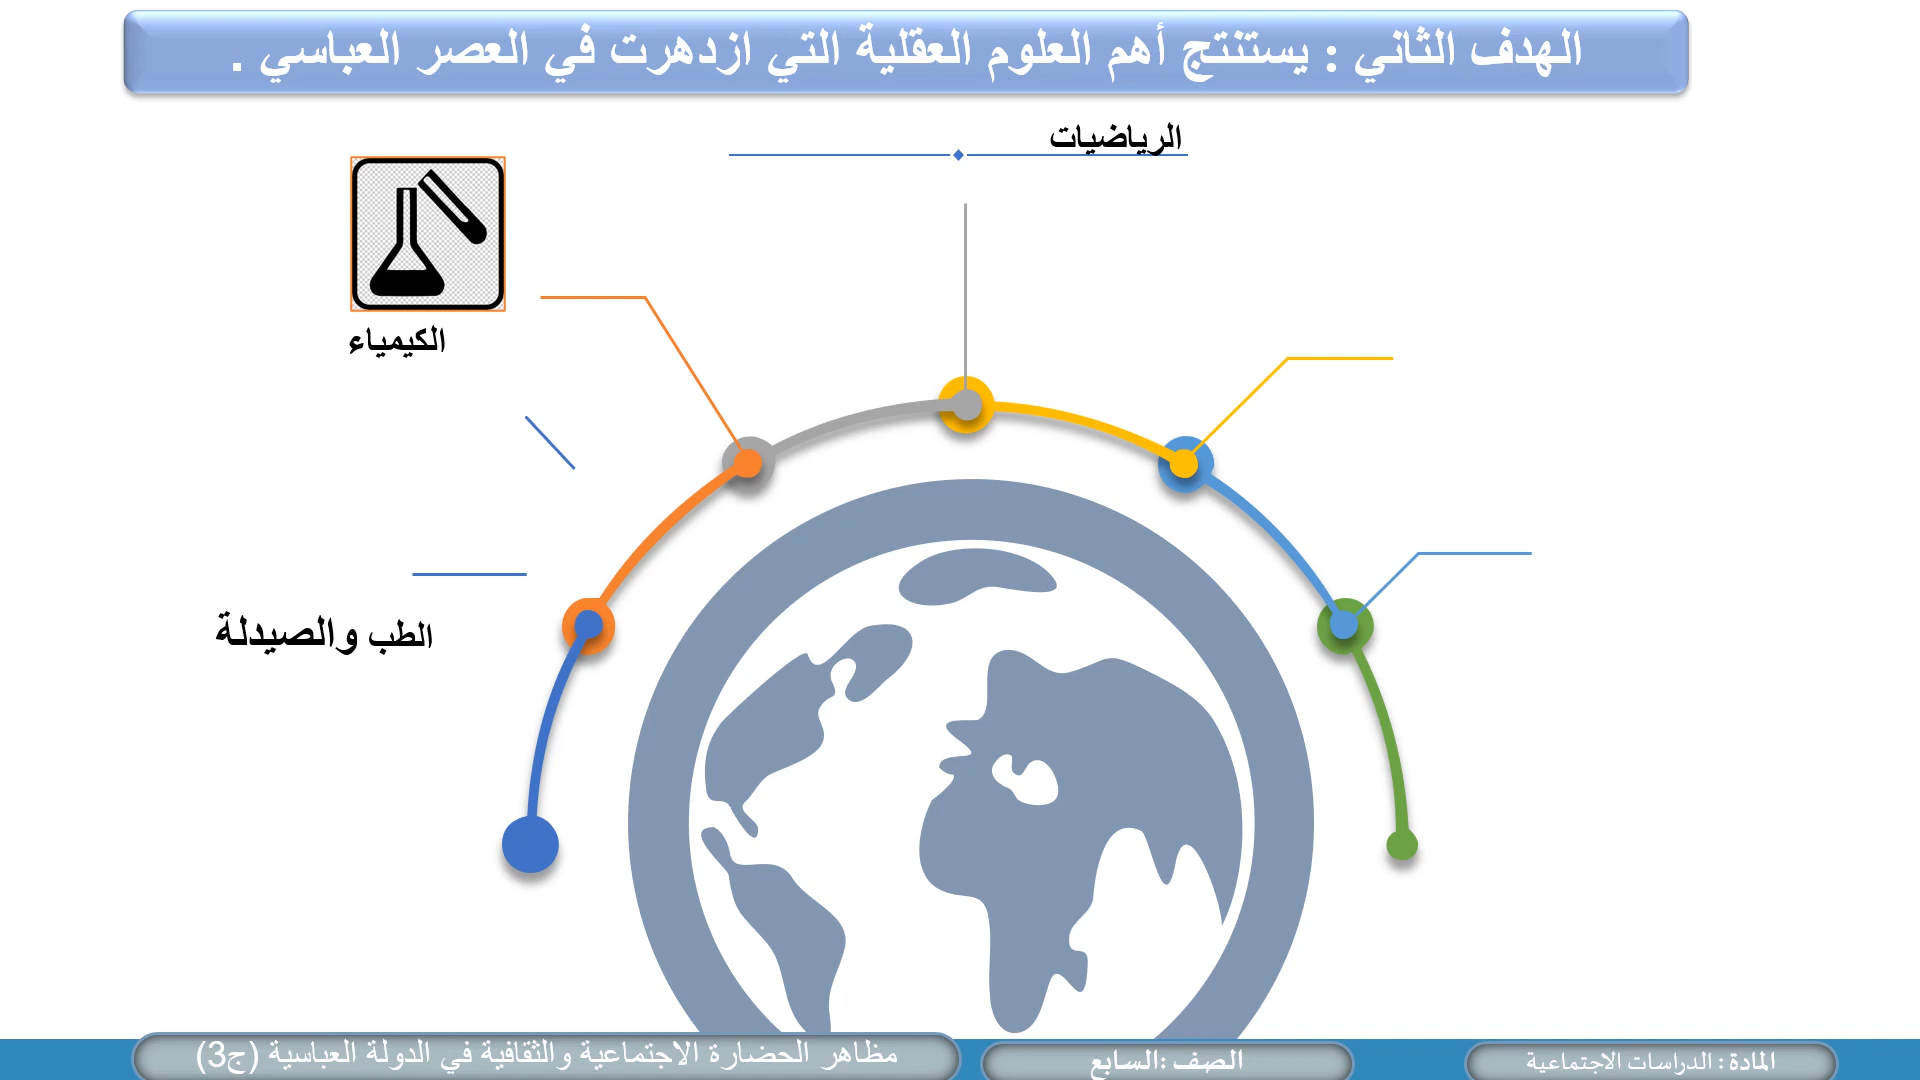 الهدف الثاني : يستنتج أهم العلوم العقلية التي ازدهرت في العصر العباسي .
الرياضيات
الكيمياء
الطب والصيدلة
المادة : الدراسات الاجتماعية
الصف :السابع
مظاهر الحضارة الاجتماعية والثقافية في الدولة العباسية (ج3)